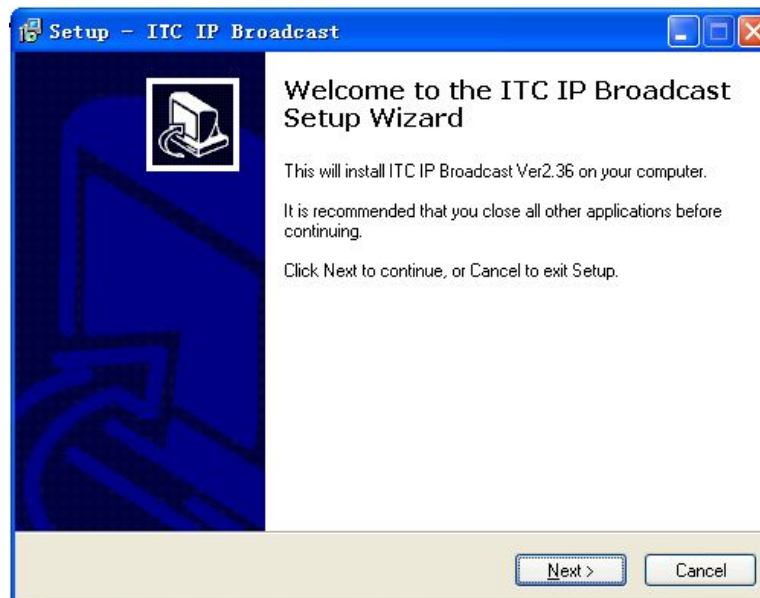 Setup - ITC IP Broadcast
Welcome to the ITC IP Broadcast
Setup Wizard
This will install ITC IP Broadcast Ver2.36 on your computer.
It is recommended that you close all other applications before
continuing.
Click Next to continue, or Cancel to exit Setup.
Next >
Cancel